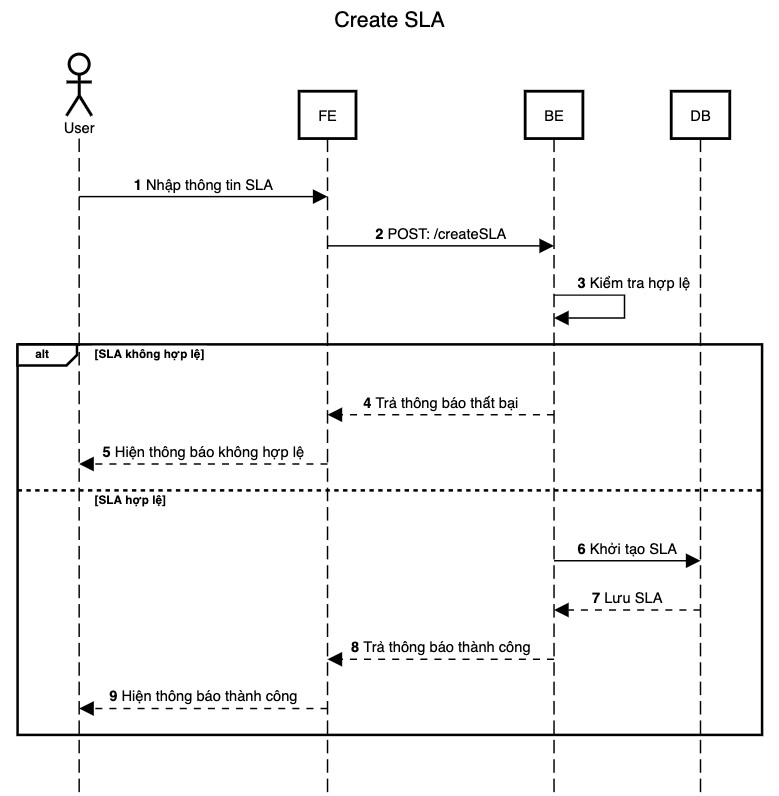 Create SLA
User
FE
BE
DB
1 Nhập thông tin SLA
2 POST: /createSLA
3 Kiểm tra hợp lệ
alt
[SLA không hợp lệ]
4 Trả thông báo thất bại
5 Hiện thông báo không hợp lệ
[SLA hợp lệ]
6 Khởi tạo SLA
7 Lưu SLA
8 Trả thông báo thành công
9 Hiện thông báo thành công